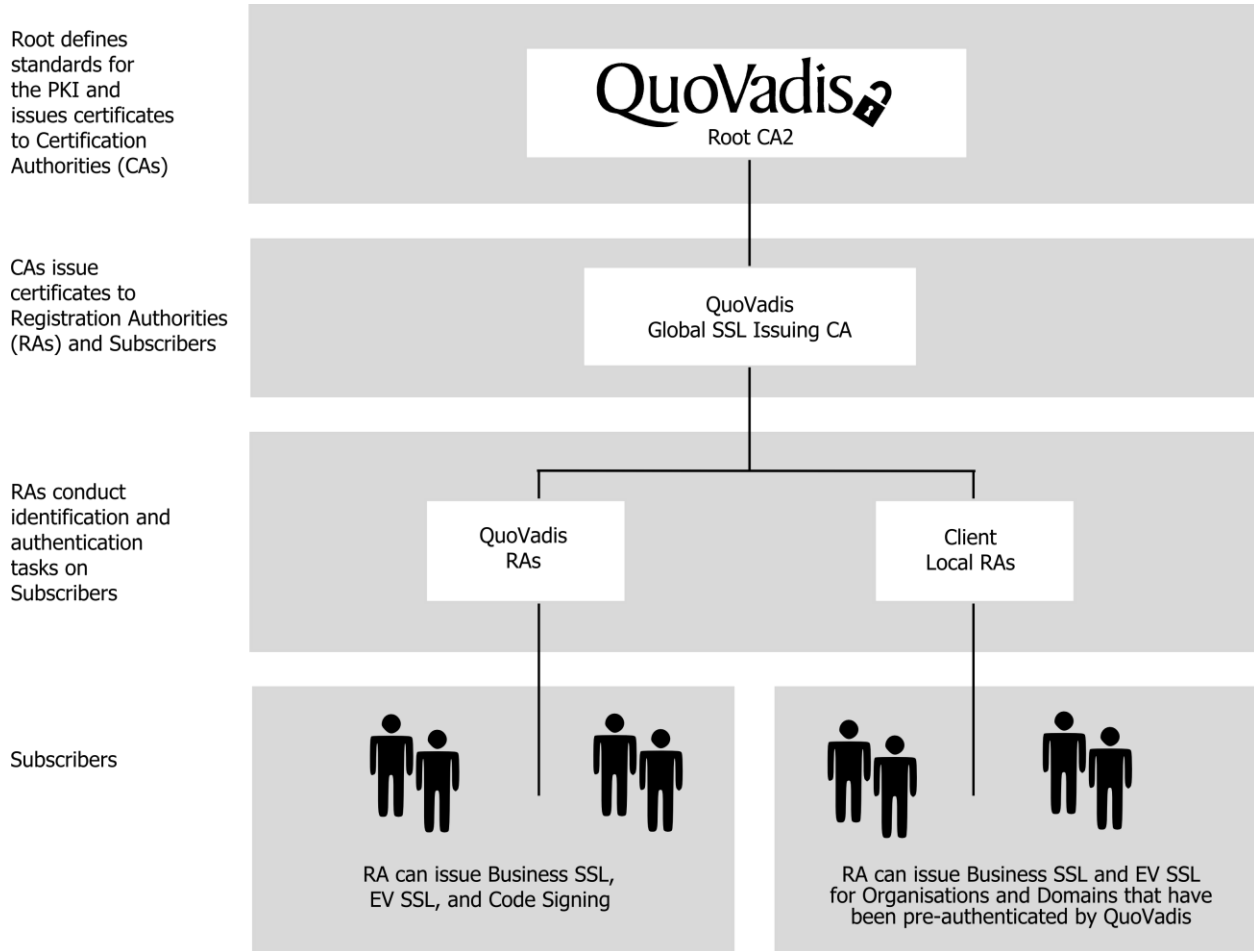 Root defines
standards for
the PKI and
issues certificates
to Certification
Authorities (CAs)
QuoVadis
Root CA2
CAs issue
certificates to
Registration Authorities
(RAs) and Subscribers
QuoVadis
Global SSL Issuing CA
RAs conduct
identification and
authentication
tasks on
Subscribers
QuoVadis
RAs
Client
Local RAs
Subscribers
RA can issue Business SSL,
EV SSL, and Code Signing
RA can issue Business SSL and EV SSL
for Organisations and Domains that have
been pre-authenticated by QuoVadis